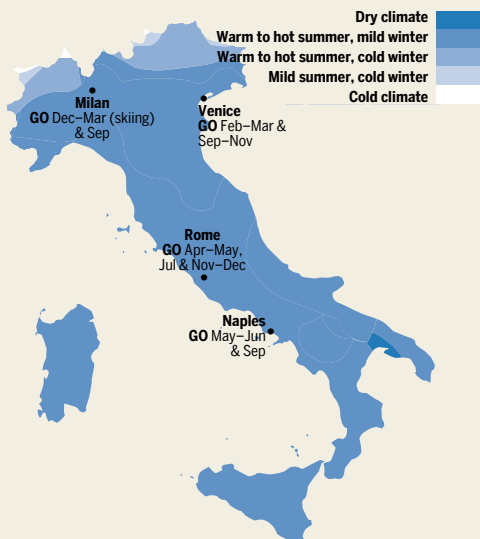 Dry climate
Warm to hot summer, mild winter
Warm to hot summer, cold winter
Mild summer, cold winter
Cold climate
Milan
GO Dec–Mar (skiing)
& Sep
Venice
GO Feb–Mar &
Sep–Nov
Rome
GO Apr–May,
Jul & Nov–Dec
Naples
GO May–Jun
& Sep